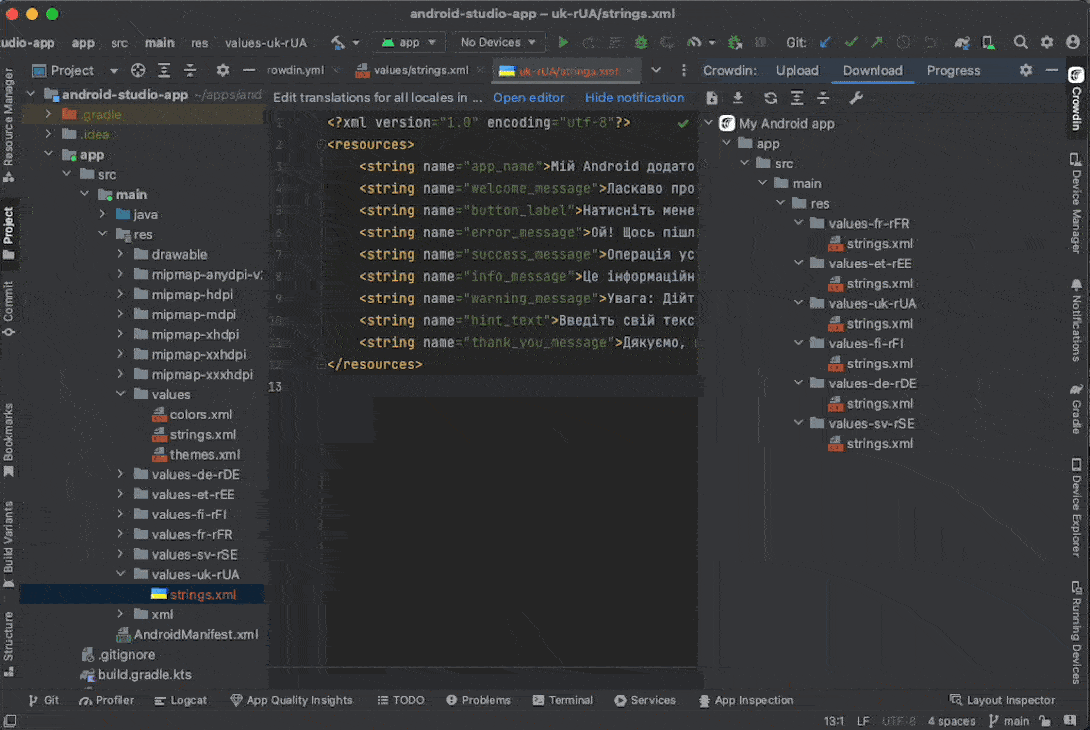 android-studio-app – uk-rUA/strings.xml
udio-app app src main res values-uk-rUA app No Devices Git:
Project rowdin.yml values/strings.xml uk-rUA/strings.xml Crowdin: Upload Download Progress
Edit translations for all locales in ... Open editor Hide notification
Resource Manager
Project
Commit
Bookmarks
Build Variants
Structure
android-studio-app ~/apps/and
.gradle
.idea
app
src
main
java
res
drawable
mipmap-anydpi-v
mipmap-hdpi
mipmap-mdpi
mipmap-xhdpi
mipmap-xxhdpi
mipmap-xxxhdpi
values
colors.xml
strings.xml
themes.xml
values-de-rDE
values-et-rEE
values-fi-rFI
values-fr-rFR
values-sv-rSE
values-uk-rUA
strings.xml
xml
AndroidManifest.xml
.gitignore
build.gradle.kts
1 <?xml version="1.0" encoding="utf-8"?>
2 <resources>
3 <string name="app_name">Мій Android додато
4 <string name="welcome_message">Ласкаво про
5 <string name="button_label">Натисніть мене
6 <string name="error_message">Ой! Щось пішл
7 <string name="success_message">Операція ус
8 <string name="info_message">Це інформаційн
9 <string name="warning_message">Увага: Дійт
10 <string name="hint_text">Введіть свій текс
11 <string name="thank_you_message">Дякуємо,
12 </resources>
13
My Android app
app
src
main
res
values-fr-rFR
strings.xml
values-et-rEE
strings.xml
values-uk-rUA
strings.xml
values-fi-rFI
strings.xml
values-de-rDE
strings.xml
values-sv-rSE
strings.xml
Crowdin
Device Manager
Notifications
Gradle
Device Explorer
Running Devices
Git Profiler Logcat App Quality Insights TODO Problems Terminal Services App Inspection Layout Inspector
13:1 LF UTF-8 4 spaces main